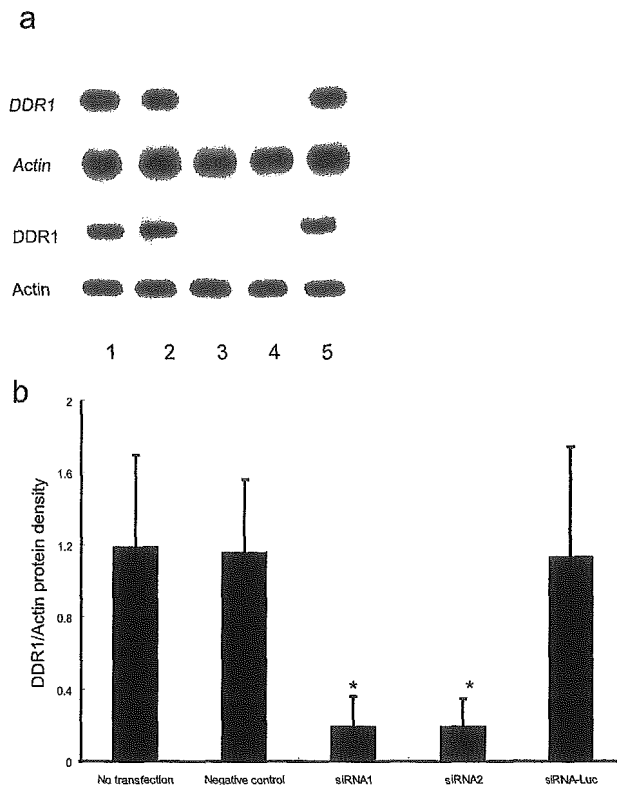 a
DDR1
Actin
DDR1
Actin
1 2 3 4 5
b
2
1.6
1.2
0.8
0.4
0
DDR1/Actin protein density
* *
No transfection Negative control siRNA1 siRNA2 siRNA-Luc